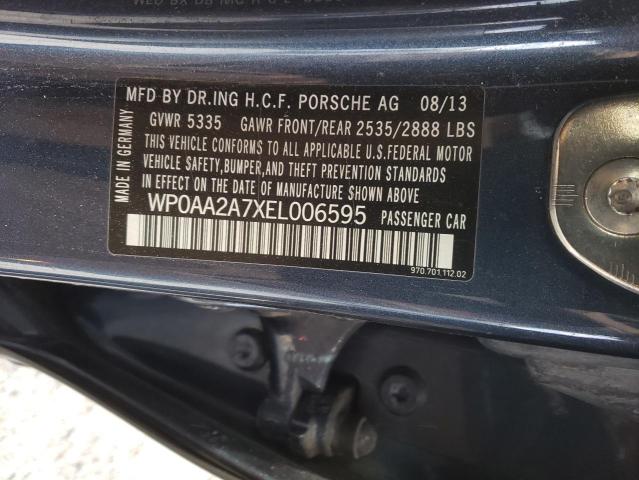 MFD BY DR.ING H.C.F. PORSCHE AG 08/13
GVWR 5335 GAWR FRONT/REAR 2535/2888 LBS
THIS VEHICLE CONFORMS TO ALL APPLICABLE U.S.FEDERAL MOTOR
VEHICLE SAFETY,BUMPER,AND THEFT PREVENTION STANDARDS
IN EFFECT ON THE DATE OF MANUFACTURE SHOWN ABOVE.
WP0AA2A7XEL006595 PASSENGER CAR
970.701.112.02
MADE IN GERMANY